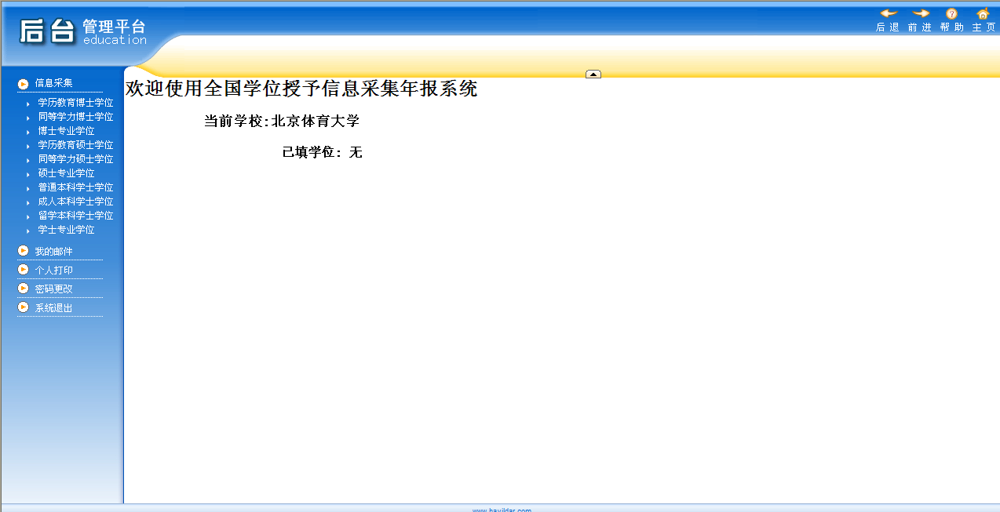 后台 管理平台
education
后退 前进 帮助 主页
信息采集
学历教育博士学位
同等学力博士学位
博士专业学位
学历教育硕士学位
同等学力硕士学位
硕士专业学位
普通本科学士学位
成人本科学士学位
留学本科学士学位
学士专业学位
我的邮件
个人打印
密码更改
系统退出
欢迎使用全国学位授予信息采集年报系统
当前学校:北京体育大学
已填学位: 无